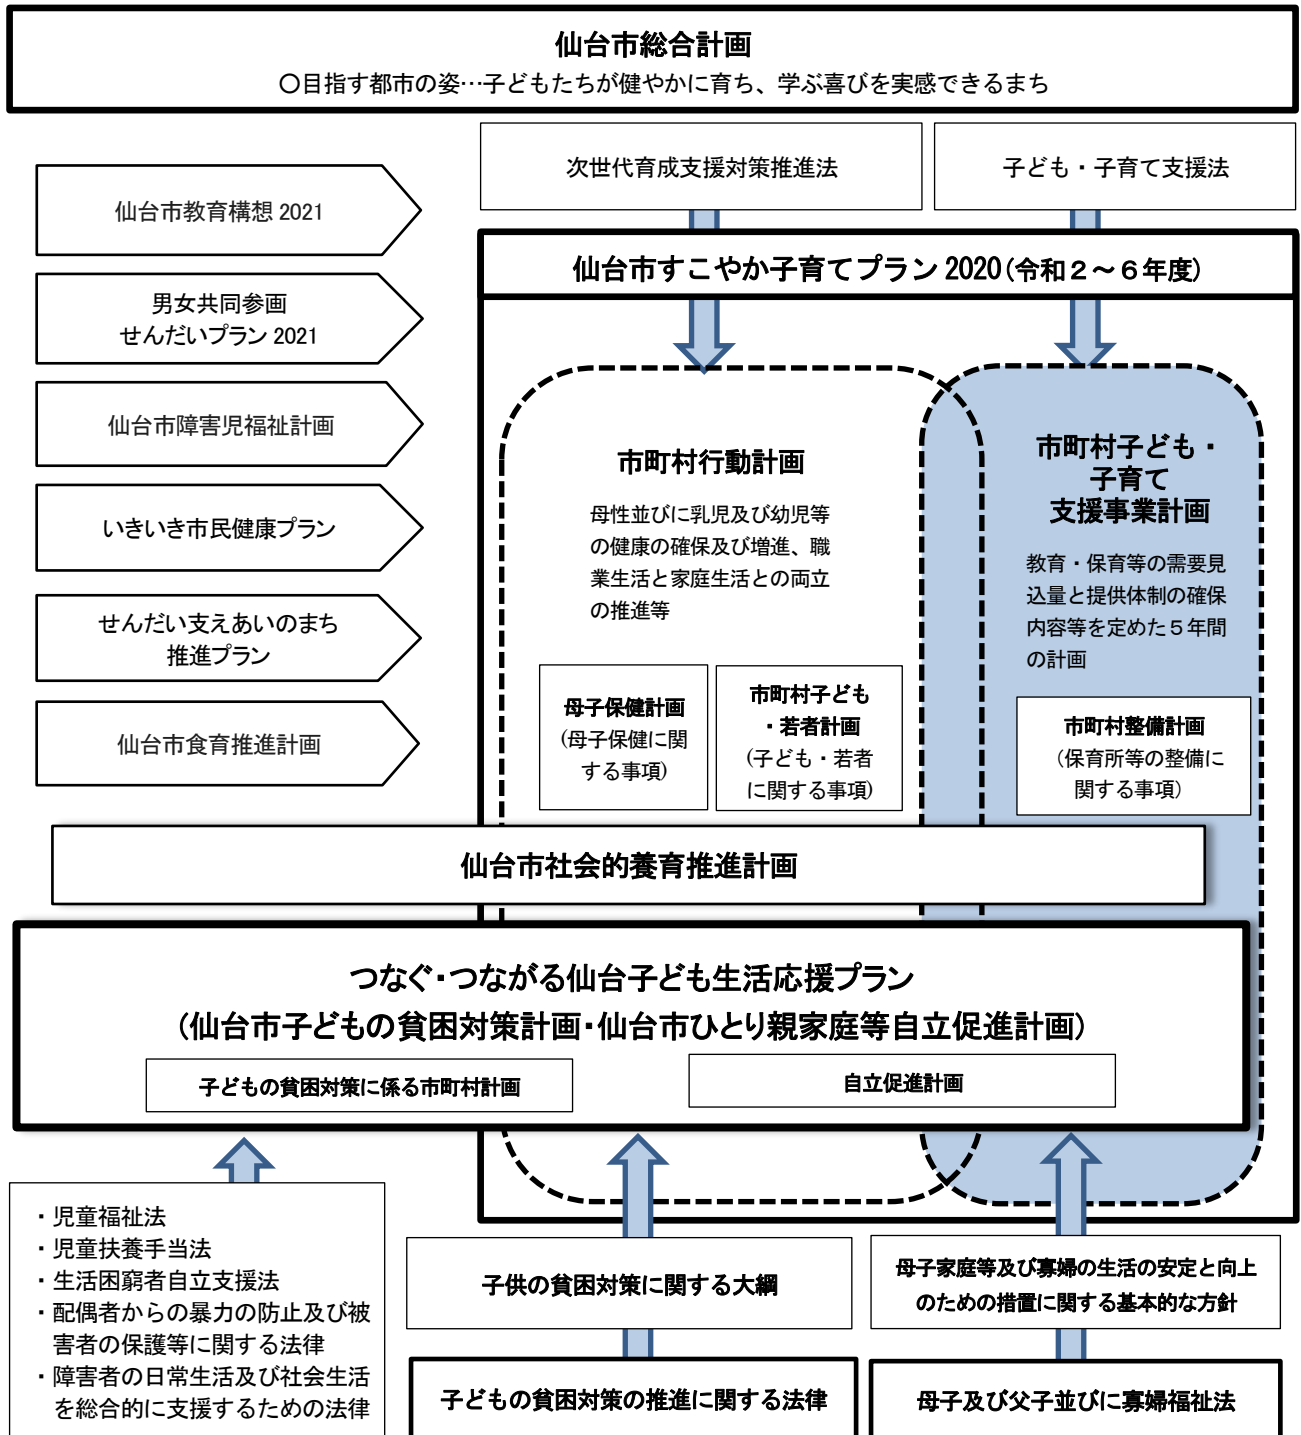 仙台市総合計画
〇目指す都市の姿…子どもたちが健やかに育ち、学ぶ喜びを実感できるまち
次世代育成支援対策推進法
子ども・子育て支援法
仙台市教育構想 2021
男女共同参画
せんだいプラン 2021
仙台市障害児福祉計画
いきいき市民健康プラン
せんだい支えあいのまち
推進プラン
仙台市食育推進計画
仙台市すこやか子育てプラン 2020(令和２～６年度)
市町村行動計画
母性並びに乳児及び幼児等
の健康の確保及び増進、職
業生活と家庭生活との両立
の推進等
母子保健計画
(母子保健に関
する事項)
市町村子ども
・若者計画
(子ども・若者
に関する事項)
市町村子ども・
子育て
支援事業計画
教育・保育等の需要見
込量と提供体制の確保
内容等を定めた５年間
の計画
市町村整備計画
（保育所等の整備に
関する事項）
仙台市社会的養育推進計画
つなぐ・つながる仙台子ども生活応援プラン
(仙台市子どもの貧困対策計画・仙台市ひとり親家庭等自立促進計画)
子どもの貧困対策に係る市町村計画
自立促進計画
・児童福祉法
・児童扶養手当法
・生活困窮者自立支援法
・配偶者からの暴力の防止及び被
害者の保護等に関する法律
・障害者の日常生活及び社会生活
を総合的に支援するための法律
子供の貧困対策に関する大綱
子どもの貧困対策の推進に関する法律
母子家庭等及び寡婦の生活の安定と向上
のための措置に関する基本的な方針
母子及び父子並びに寡婦福祉法